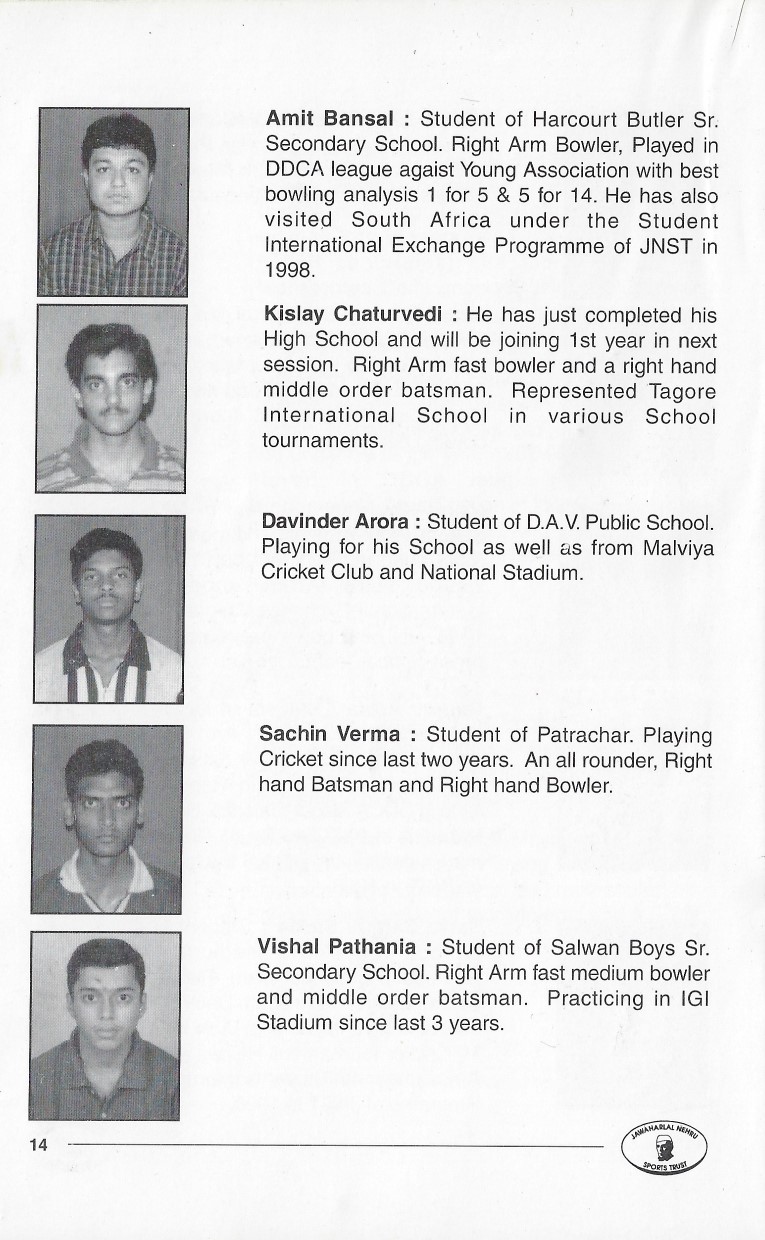 Amit Bansal : Student of Harcourt Butler Sr.
Secondary School. Right Arm Bowler, Played in
DDCA league agaist Young Association with best
bowling analysis 1 for 5 & 5 for 14. He has also
visited South Africa under the Student
International Exchange Programme of JNST in
1998.
Kislay Chaturvedi : He has just completed his
High School and will be joining 1st year in next
session. Right Arm fast bowler and a right hand
middle order batsman. Represented Tagore
International School in various School
tournaments.
Davinder Arora : Student of D.A.V. Public School.
Playing for his School as well as from Malviya
Cricket Club and National Stadium.
Sachin Verma : Student of Patrachar. Playing
Cricket since last two years. An all rounder, Right
hand Batsman and Right hand Bowler.
Vishal Pathania : Student of Salwan Boys Sr.
Secondary School. Right Arm fast medium bowler
and middle order batsman. Practicing in IGI
Stadium since last 3 years.
14
JAWAHARLAL NEHRU
SPORTS TRUST